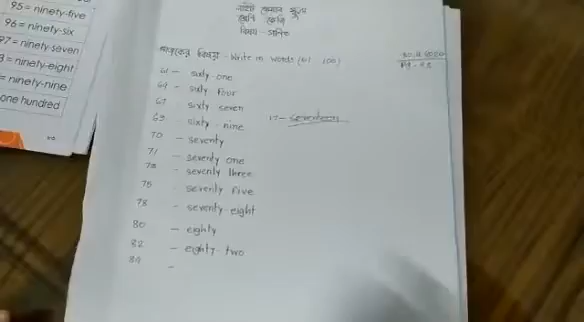 95 = ninety-five
96 = ninety-six
97 = ninety-seven
= ninety-eight
= ninety-nine
one hundred
বিষয় - গণিত
বিষয় - Write in words (61 100)
61 - sixty-one
64 - sixty four
67 sixty seven
69 sixty nine
17 - seventeen
70 - seventy
71 - seventy one
73 - seventy three
75 seventy five
78 - seventy-eight
80 - eighty
82 - eighty-two
84 -